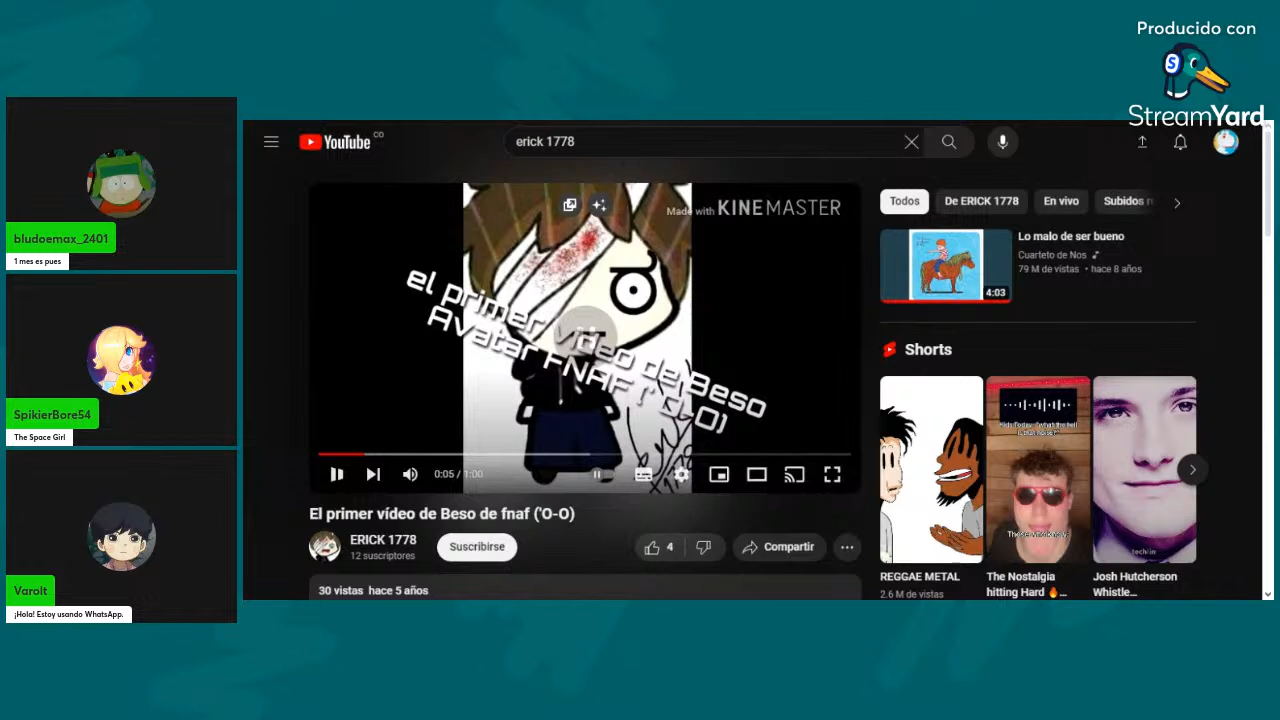 Producido con
StreamYard
bludoemax_2401
1 mes es pues
SpikierBore54
The Space Girl
Varolt
¡Hola! Estoy usando WhatsApp.
YouTube CO
erick 1778
Made with KINEMASTER
el primer video de Beso
Avatar FNAF (' O-O)
0:05 / 1:00
El primer vídeo de Beso de fnaf ('O-O)
ERICK 1778
12 suscriptores
Suscribirse
4
Compartir
30 vistas hace 5 años
Todos
De ERICK 1778
En vivo
Subidos
Lo malo de ser bueno
Cuarteto de Nos
79 M de vistas • hace 8 años
4:03
Shorts
REGGAE METAL
2.6 M de vistas
The Nostalgia
hitting Hard 🔥...
Josh Hutcherson
Whistle...